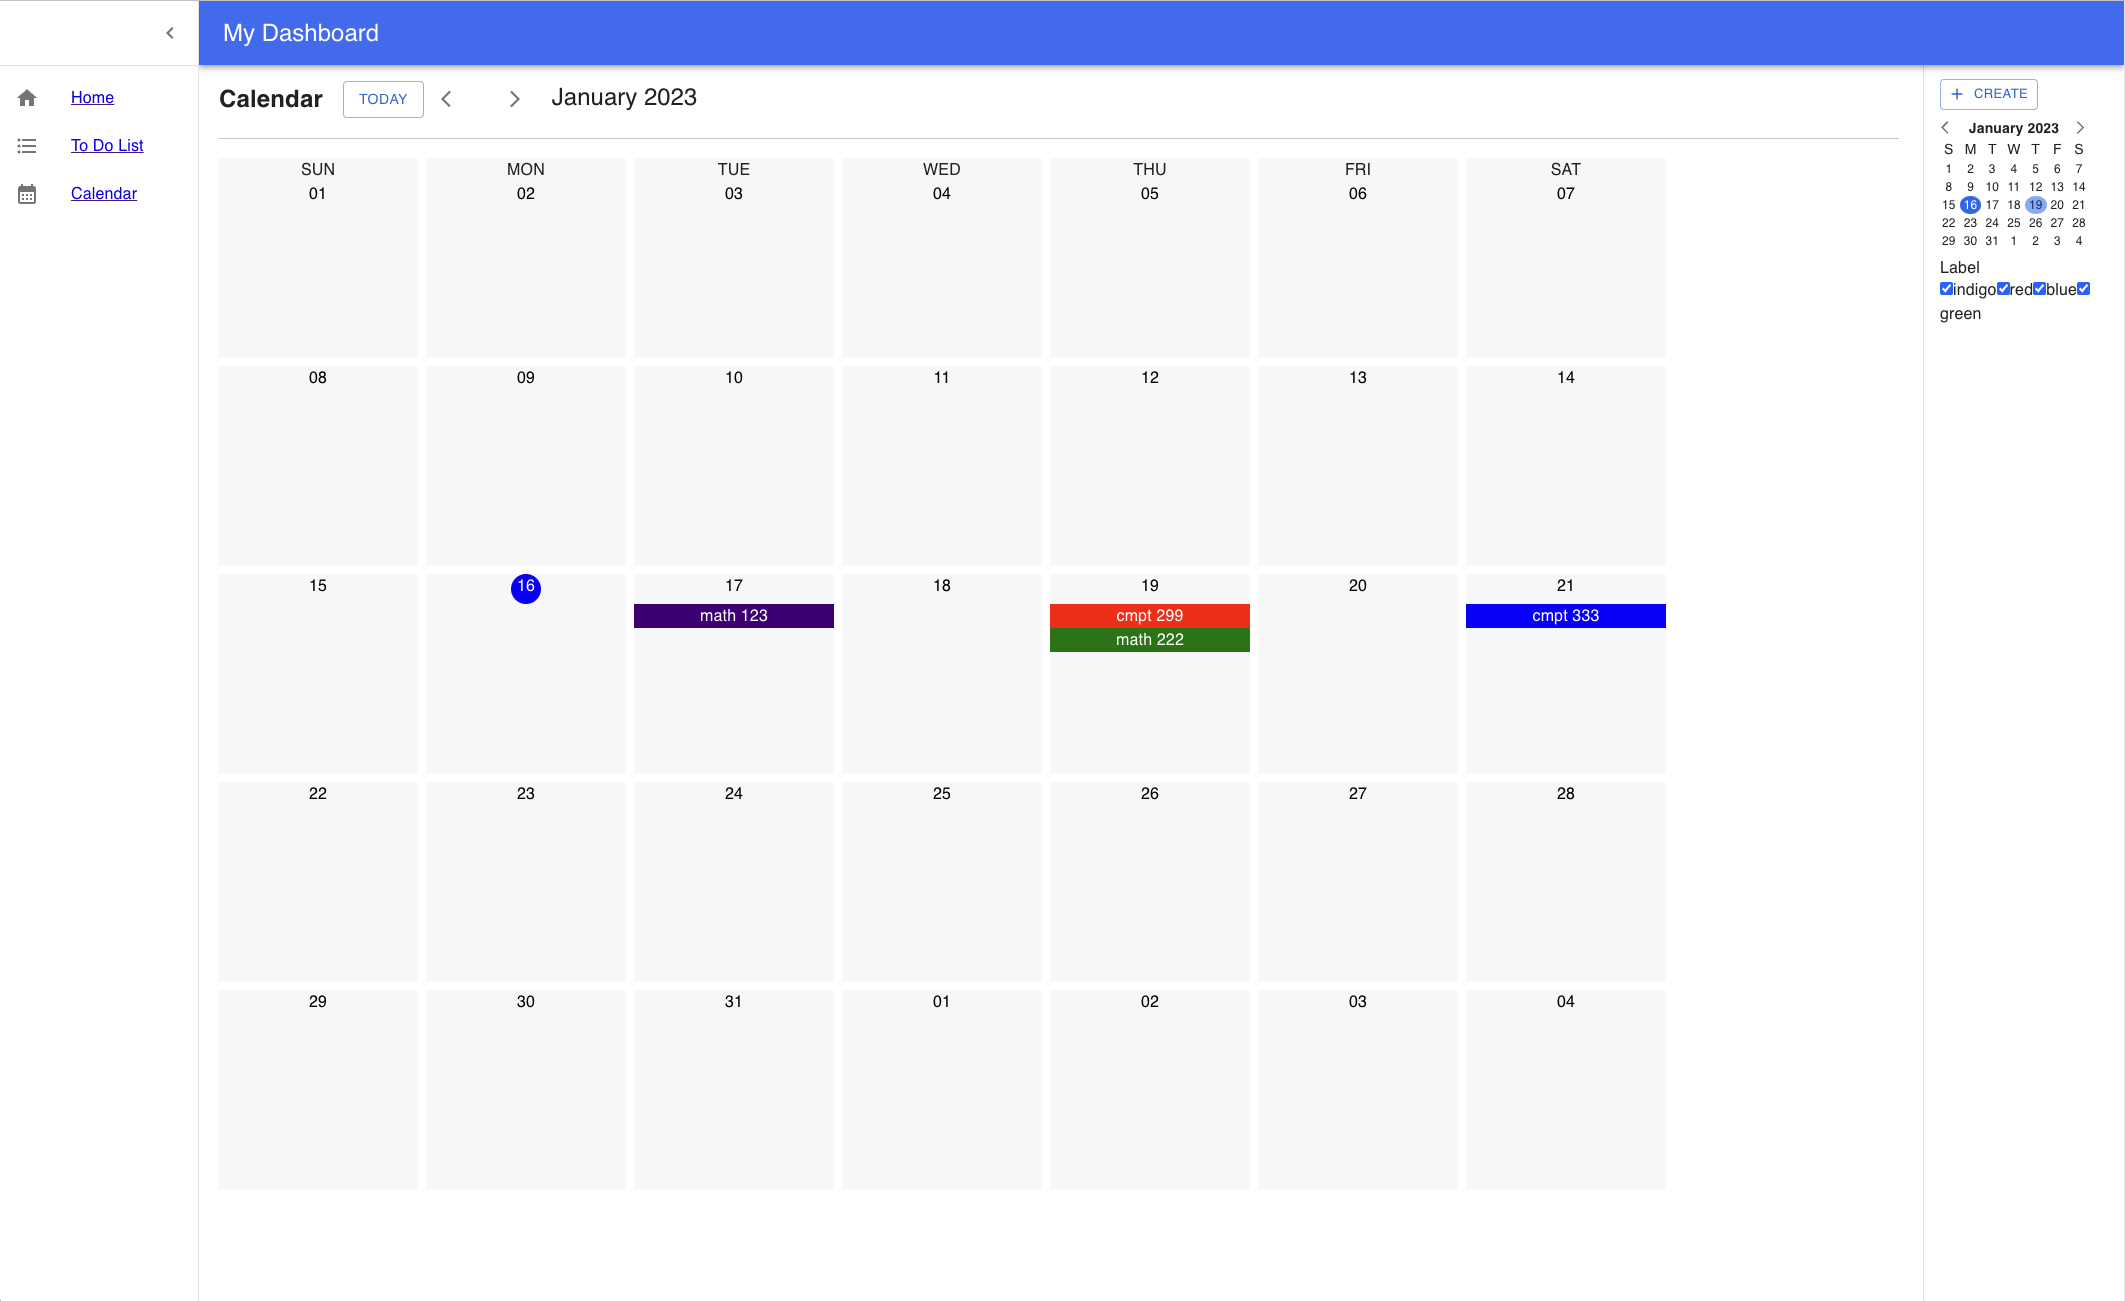 My Dashboard
Home
To Do List
Calendar
Calendar TODAY January 2023
SUN MON TUE WED THU FRI SAT
01 02 03 04 05 06 07
08 09 10 11 12 13 14
15 16 17 18 19 20 21
math 123 cmpt 299 cmpt 333
math 222
22 23 24 25 26 27 28
29 30 31 01 02 03 04
+ CREATE
January 2023
S M T W T F S
1 2 3 4 5 6 7
8 9 10 11 12 13 14
15 16 17 18 19 20 21
22 23 24 25 26 27 28
29 30 31 1 2 3 4
Label
indigo red blue
green